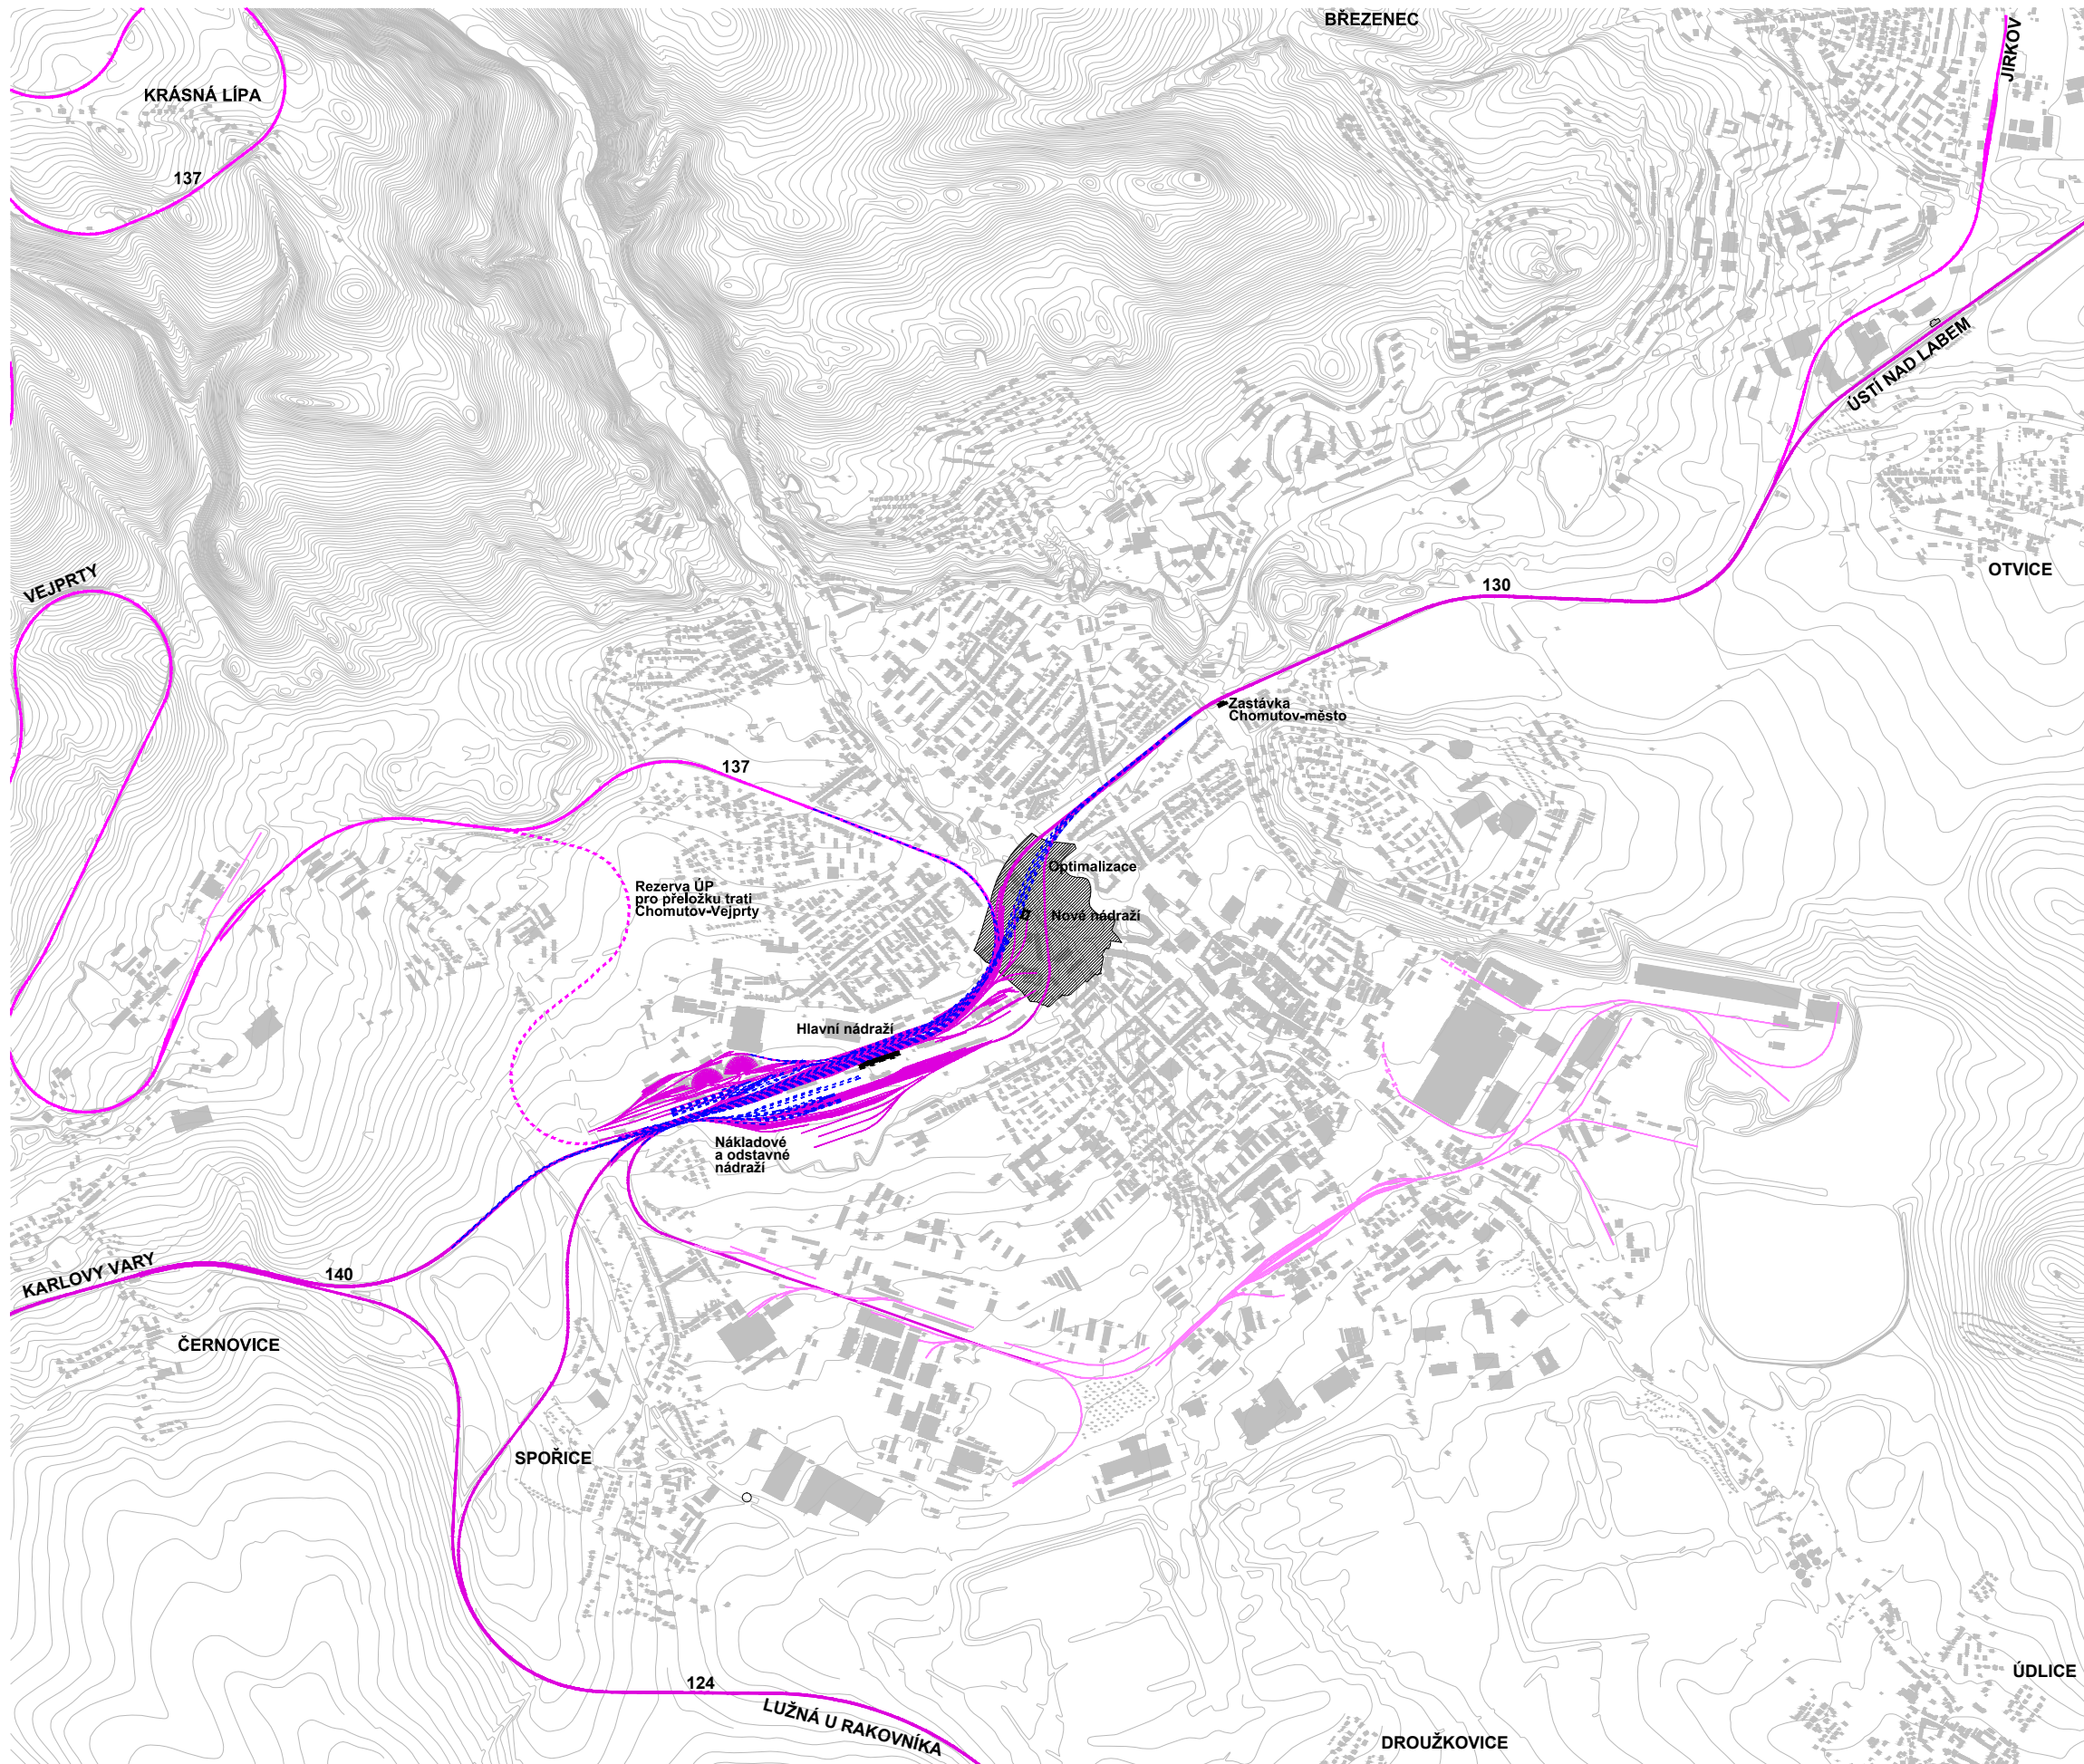 BŘEZENEC
JIRKOV
KRÁSNÁ LÍPA
137
ÚSTÍ NAD LABEM
VEJPRTY
OTVICE
130
Zastávka
Chomutov-město
137
Optimalizace
Rezerva ÚP
pro přeložku trati
Chomutov-Vejprty
Nové nádraží
Hlavní nádraží
Nákladové
a odstavné
nádraží
KARLOVY VARY
140
ČERNOVICE
SPOŘICE
124
LUŽNÁ U RAKOVNÍKA
ÚDLICE
DROUŽKOVICE